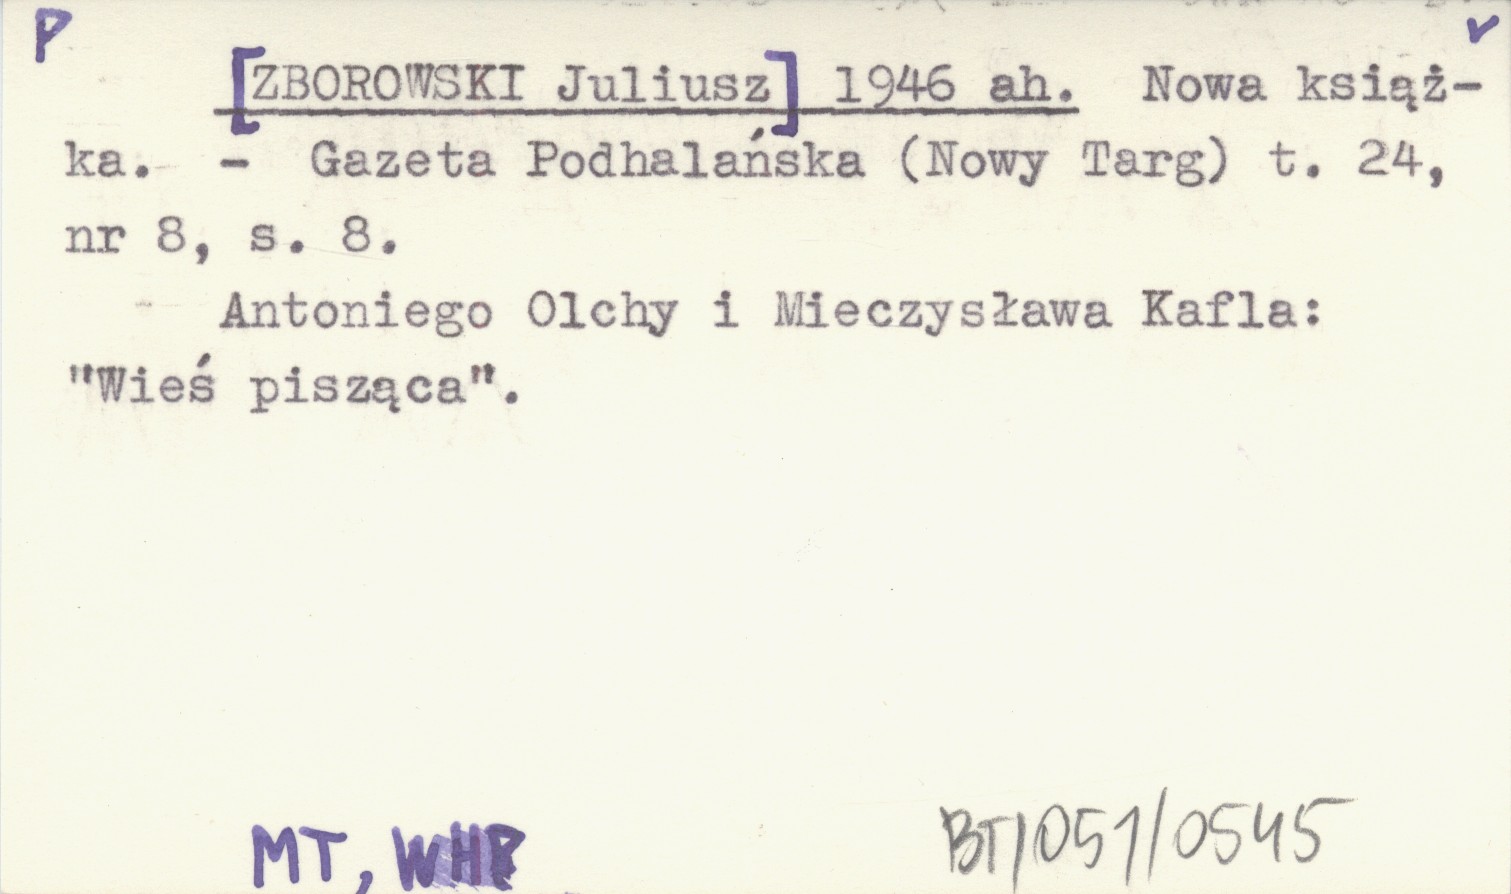 P
[ZBOROWSKI Juliusz] 1946 ah. Nowa książ-
ka. - Gazeta Podhalańska (Nowy Targ) t. 24,
nr 8, s. 8.
Antoniego Olchy i Mieczysława Kafla:
"Wieś pisząca".
MT, WHP
BT/051/0545